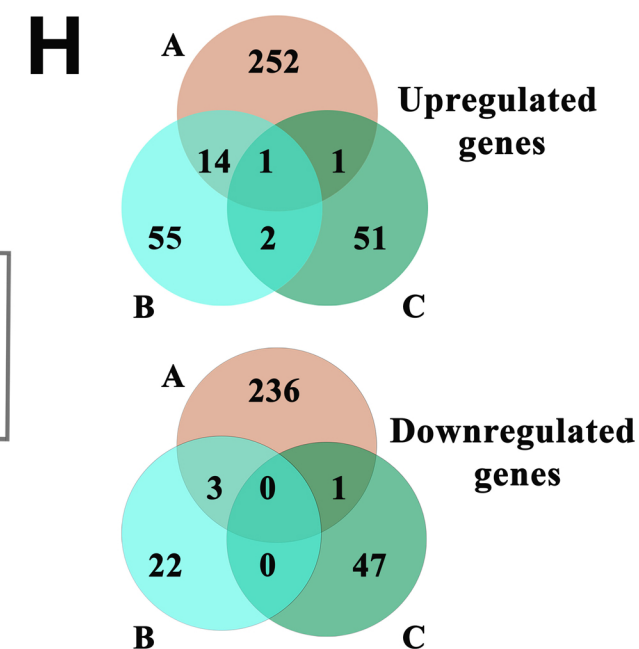 H
A
252
Upregulated
genes
14 1 1
55 2 51
B C
A
236
Downregulated
genes
3 0 1
22 0 47
B C